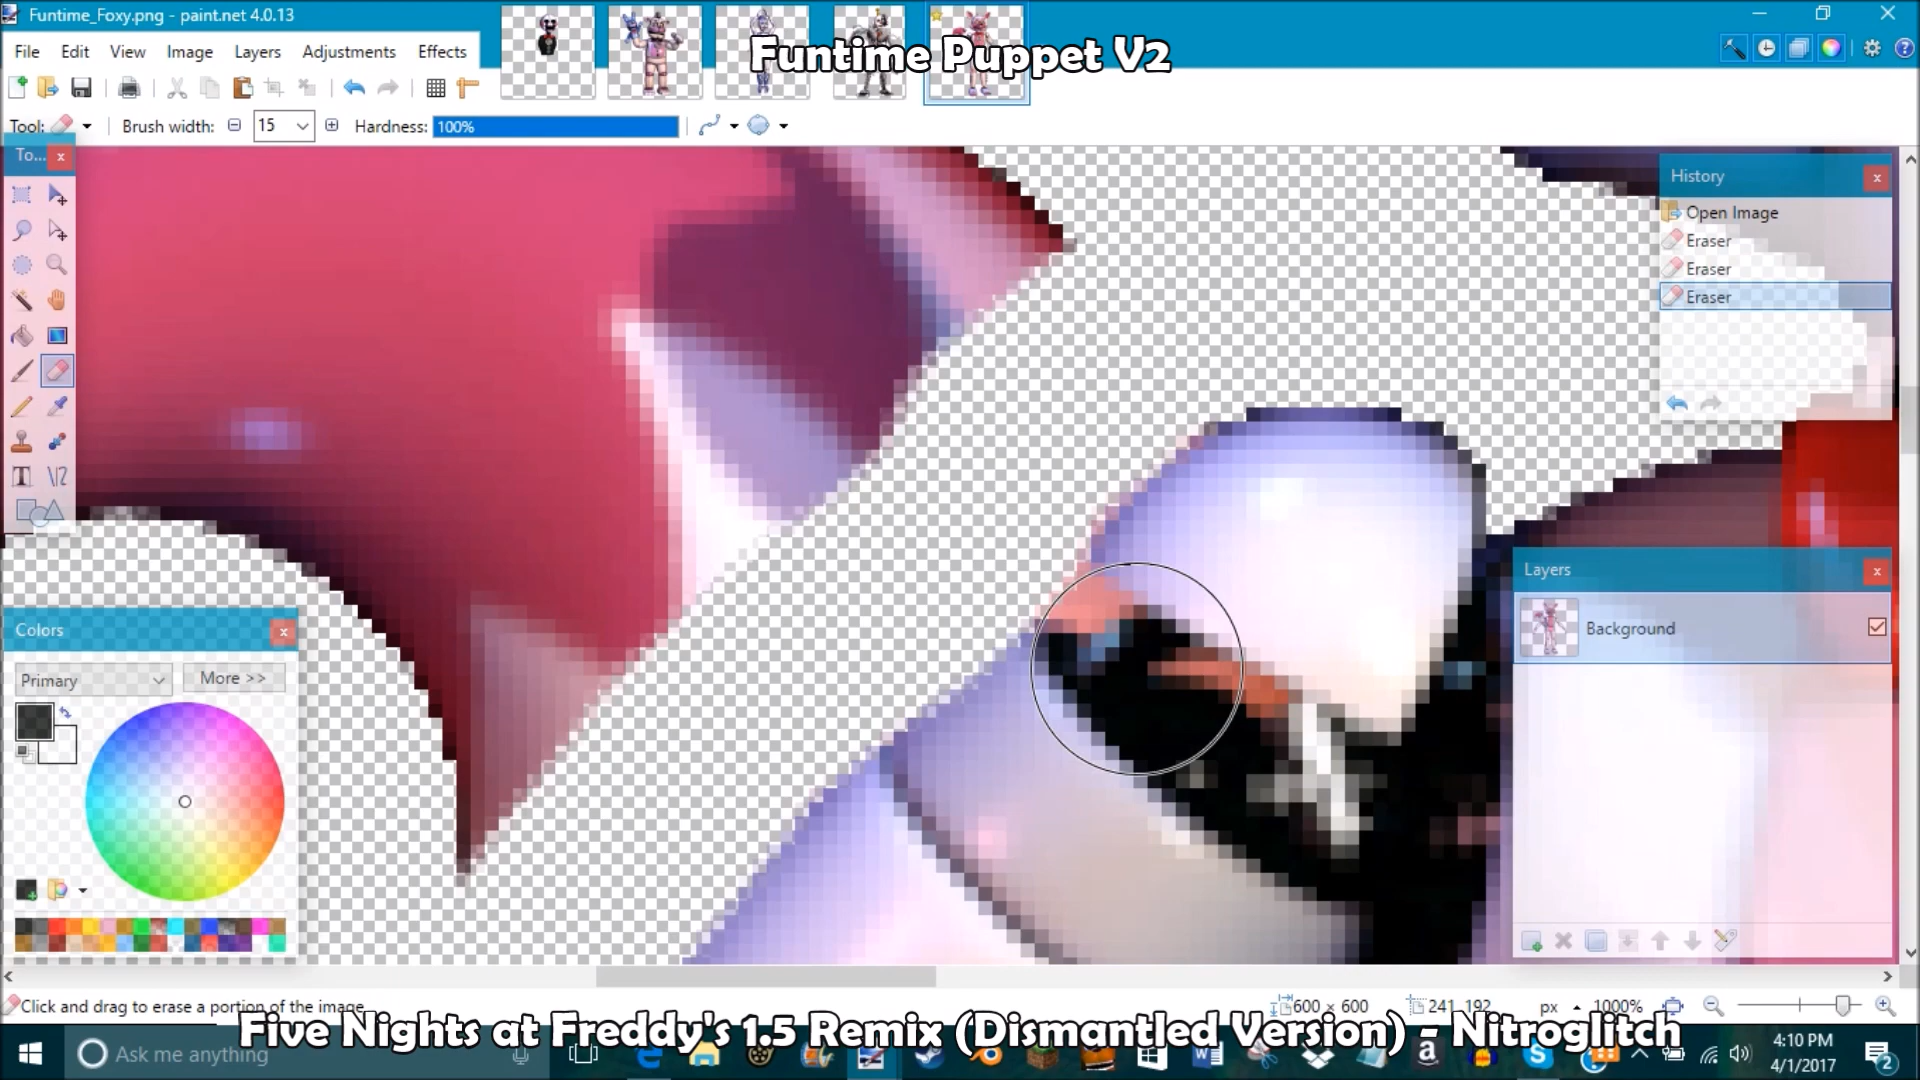 Funtime_Foxy.png - paint.net 4.0.13
File Edit View Image Layers Adjustments Effects
Funtime Puppet V2
Tool: Brush width: 15 Hardness: 100%
To...
History
Open Image
Eraser
Eraser
Eraser
Colors
Primary
More >>
Layers
Background
Click and drag to erase a portion of the image.
600 × 600
241, 192
px
1000%
Five Nights at Freddy's 1.5 Remix (Dismantled Version) - Nitroglitch
Ask me anything
4:10 PM
4/1/2017
2